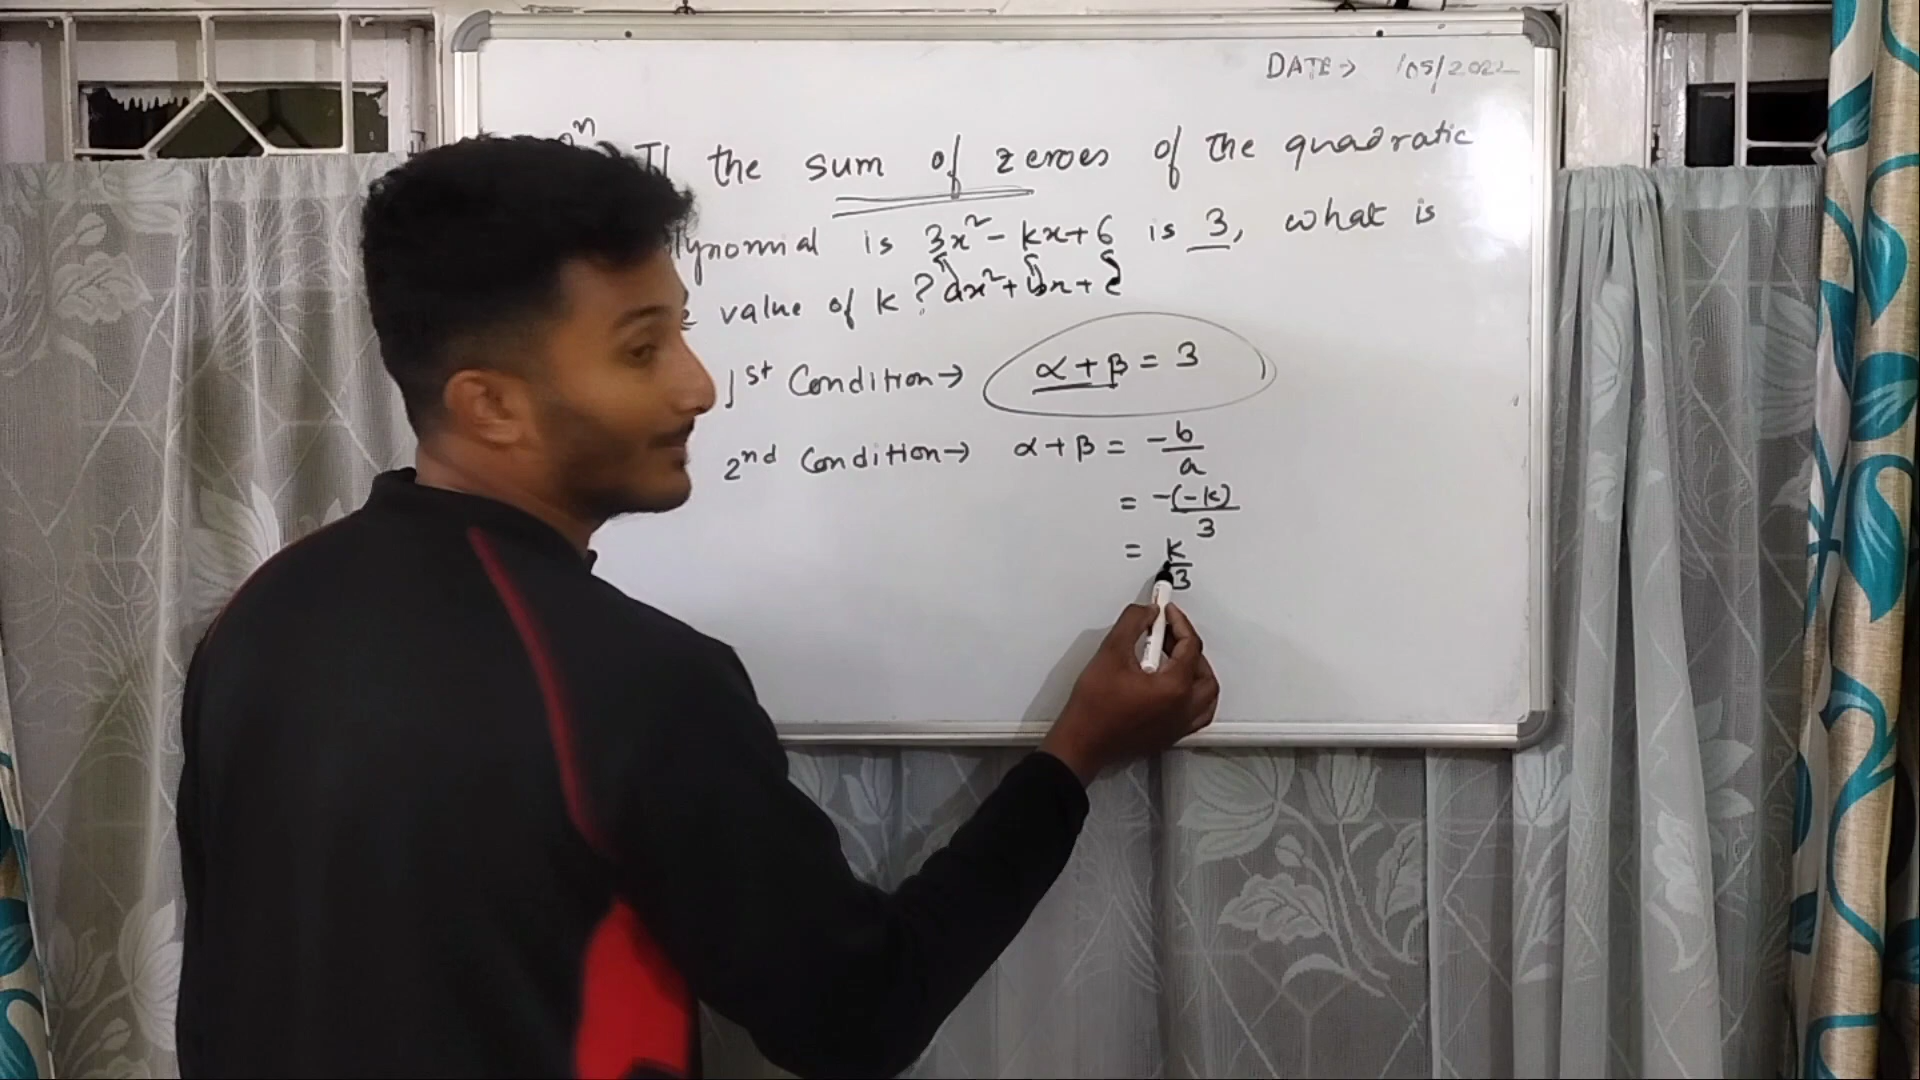 DATE → /05/2022
If the sum of zeroes of the quadratic
lynomial is 3x² - kx + 6 is 3, what is
value of k? ax² + bx + c
1st Condition → α + β = 3
2nd Condition → α + β = -b/a
= -(-k)/3
= k/3